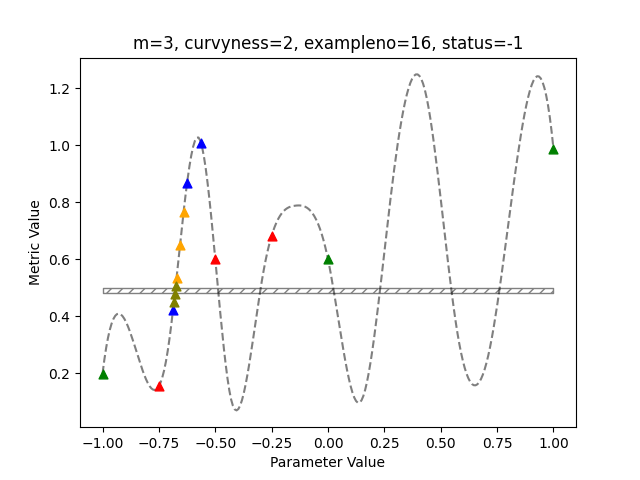 m=3, curvyness=2, exampleno=16, status=-1
Metric Value
1.2
1.0
0.8
0.6
0.4
0.2
−1.00 −0.75 −0.50 −0.25 0.00 0.25 0.50 0.75 1.00
Parameter Value